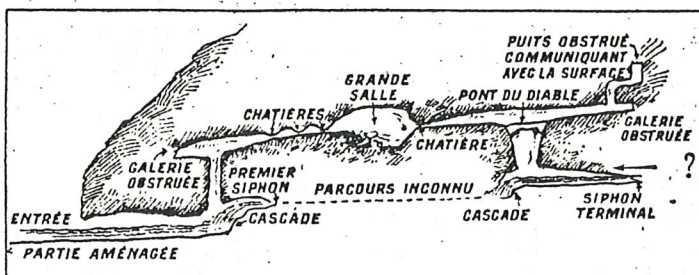 PUITS OBSTRUÉ
COMMUNIQUANT
AVEC LA SURFACE
GRANDE
SALLE
PONT DU DIABLE
CHATIÈRES
GALERIE
OBSTRUÉE
CHATIÈRE
GALERIE
OBSTRUÉE
PREMIER
SIPHON
PARCOURS INCONNU
?
SIPHON
TERMINAL
ENTRÉE
CASCADE
CASCADE
PARTIE AMÉNAGÉE